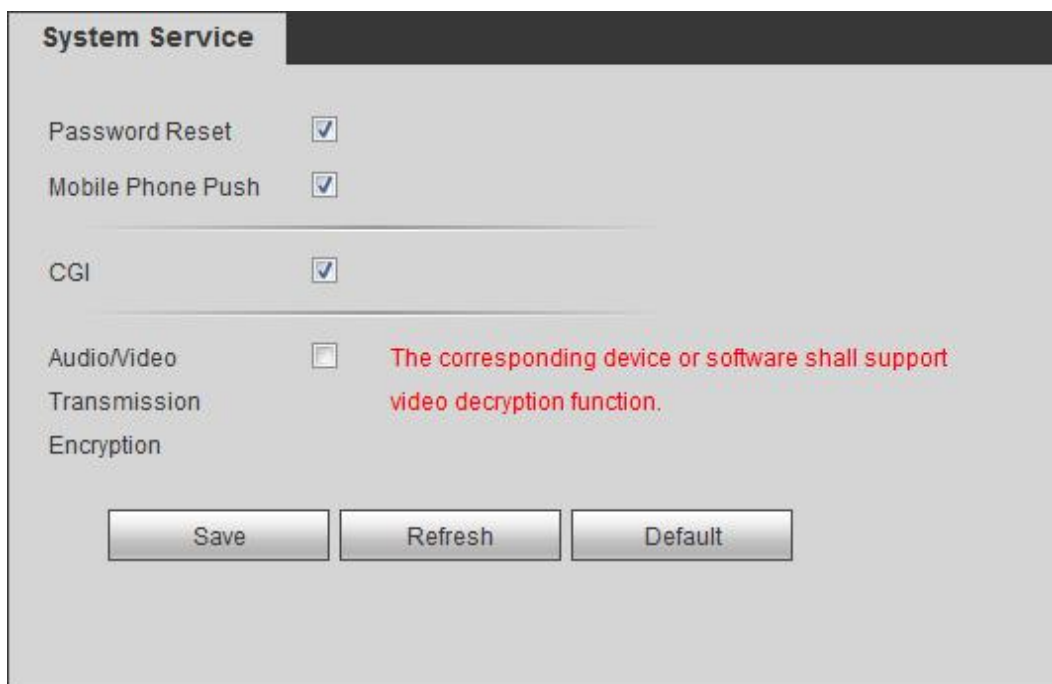 System Service
Password Reset
Mobile Phone Push
CGI
Audio/Video
Transmission
Encryption
The corresponding device or software shall support
video decryption function.
Save
Refresh
Default